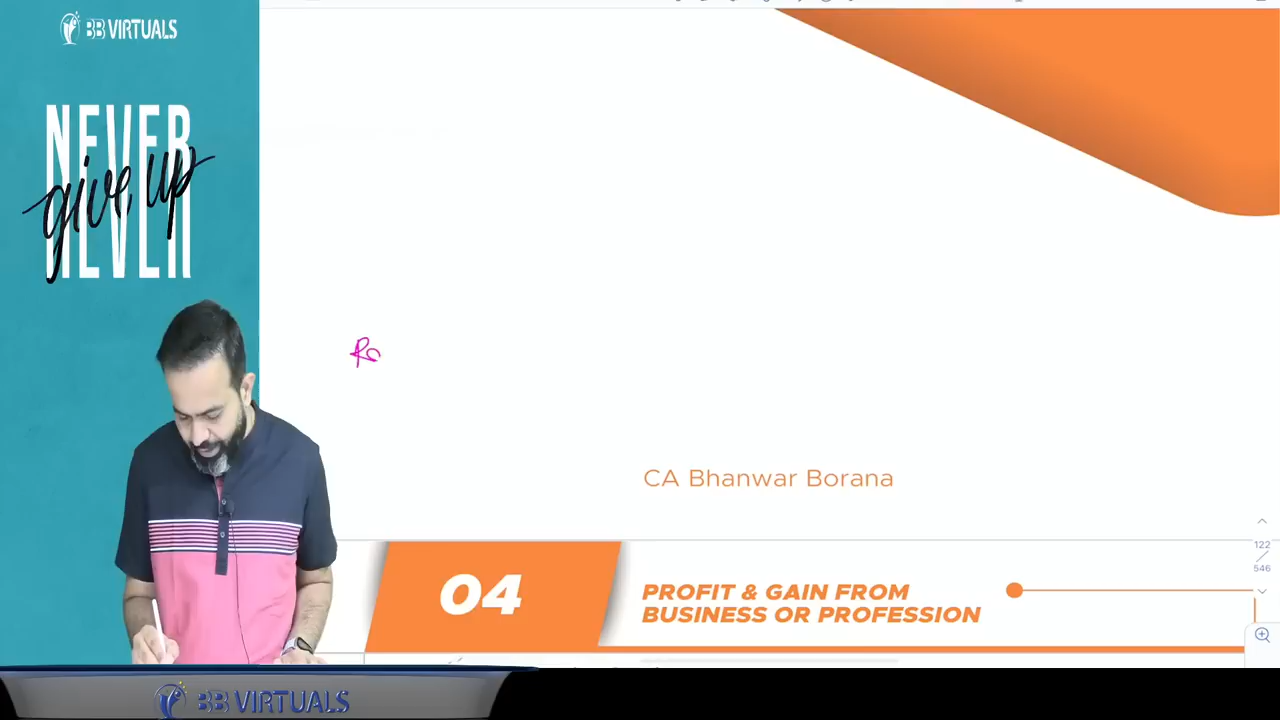 BB VIRTUALS
NEVER
give up
NEVER
CA Bhanwar Borana
122
546
04
PROFIT & GAIN FROM
BUSINESS OR PROFESSION
BB VIRTUALS